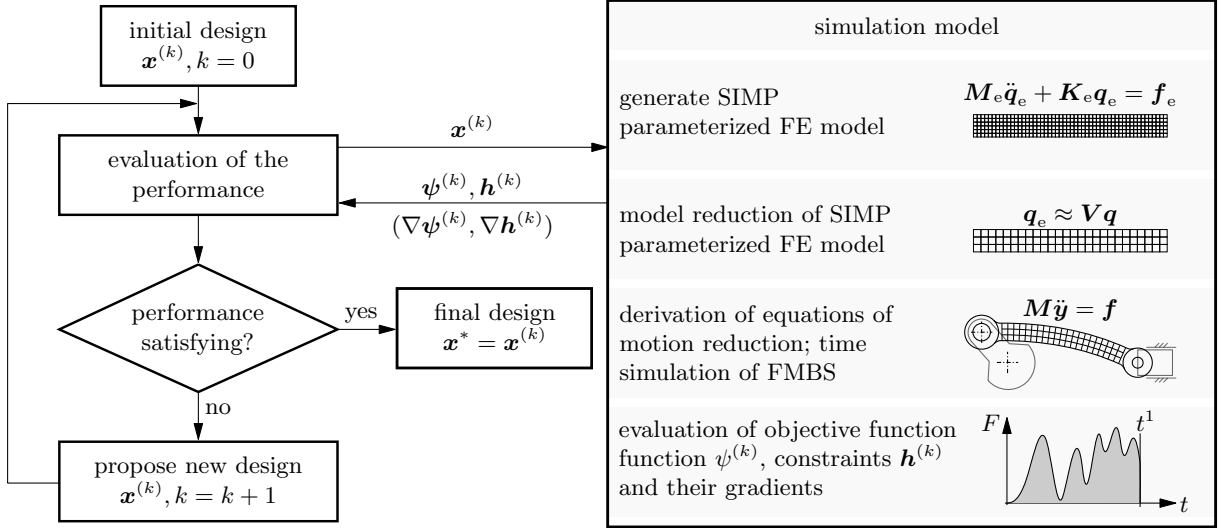 initial design
x^(k), k = 0
evaluation of the
performance
x^(k)
ψ^(k), h^(k)
(∇ψ^(k), ∇h^(k))
performance
satisfying?
yes
final design
x* = x^(k)
no
propose new design
x^(k), k = k + 1
simulation model
generate SIMP
parameterized FE model
M_e q̈_e + K_e q_e = f_e
model reduction of SIMP
parameterized FE model
q_e ≈ V q
derivation of equations of
motion reduction; time
simulation of FMBS
M ÿ = f
evaluation of objective function
function ψ^(k), constraints h^(k)
and their gradients
F
t^1
t